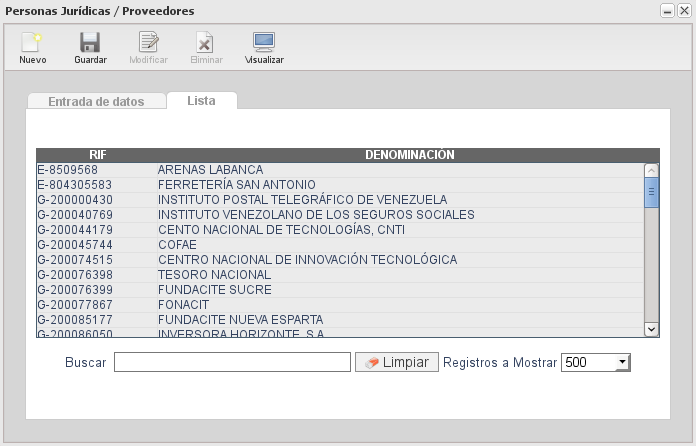 Personas Jurídicas / Proveedores
Nuevo Guardar Modificar Eliminar Visualizar
Entrada de datos Lista
RIF DENOMINACIÓN
E-8509568 ARENAS LABANCA
E-804305583 FERRETERÍA SAN ANTONIO
G-200000430 INSTITUTO POSTAL TELEGRÁFICO DE VENEZUELA
G-200040769 INSTITUTO VENEZOLANO DE LOS SEGUROS SOCIALES
G-200044179 CENTO NACIONAL DE TECNOLOGÍAS, CNTI
G-200045744 COFAE
G-200074515 CENTRO NACIONAL DE INNOVACIÓN TECNOLÓGICA
G-200076398 TESORO NACIONAL
G-200076399 FUNDACITE SUCRE
G-200077867 FONACIT
G-200085177 FUNDACITE NUEVA ESPARTA
G-200086050 INVERSORA HORIZONTE, S.A
Buscar Limpiar Registros a Mostrar 500